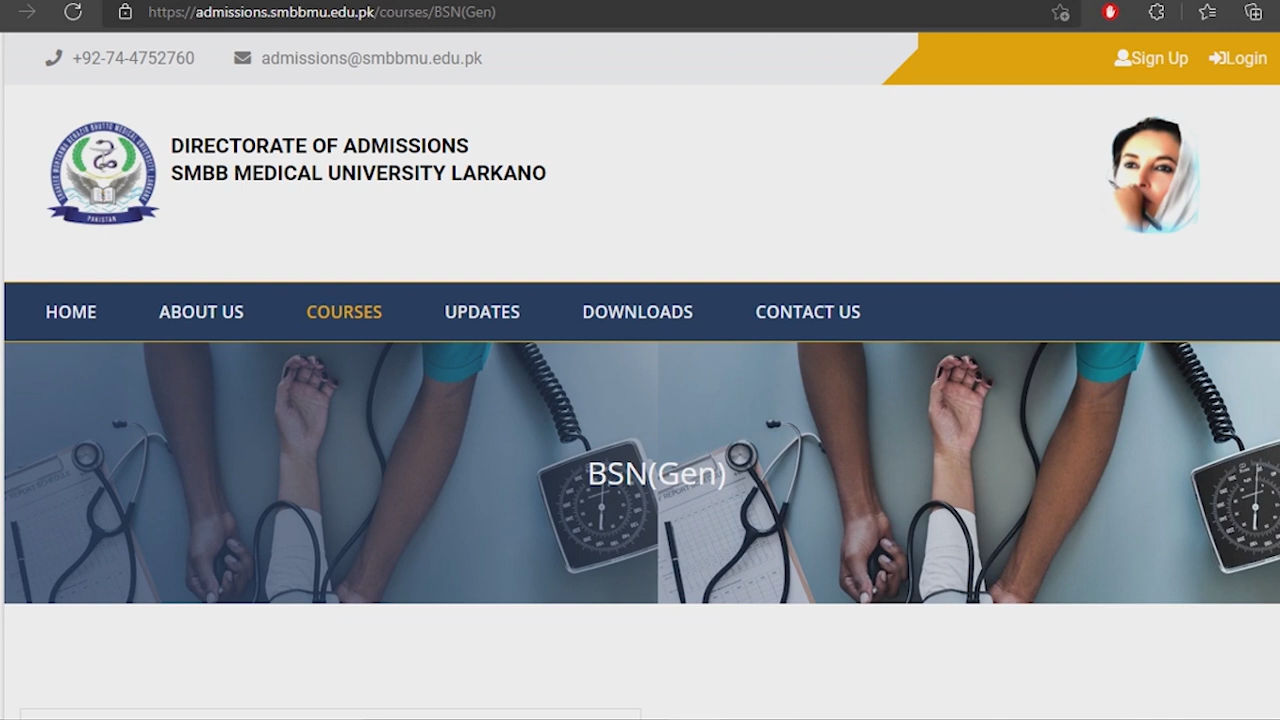 https://admissions.smbbmu.edu.pk/courses/BSN(Gen)
+92-74-4752760 admissions@smbbmu.edu.pk Sign Up Login
DIRECTORATE OF ADMISSIONS
SMBB MEDICAL UNIVERSITY LARKANO
PAKISTAN
HOME ABOUT US COURSES UPDATES DOWNLOADS CONTACT US
BSN(Gen)